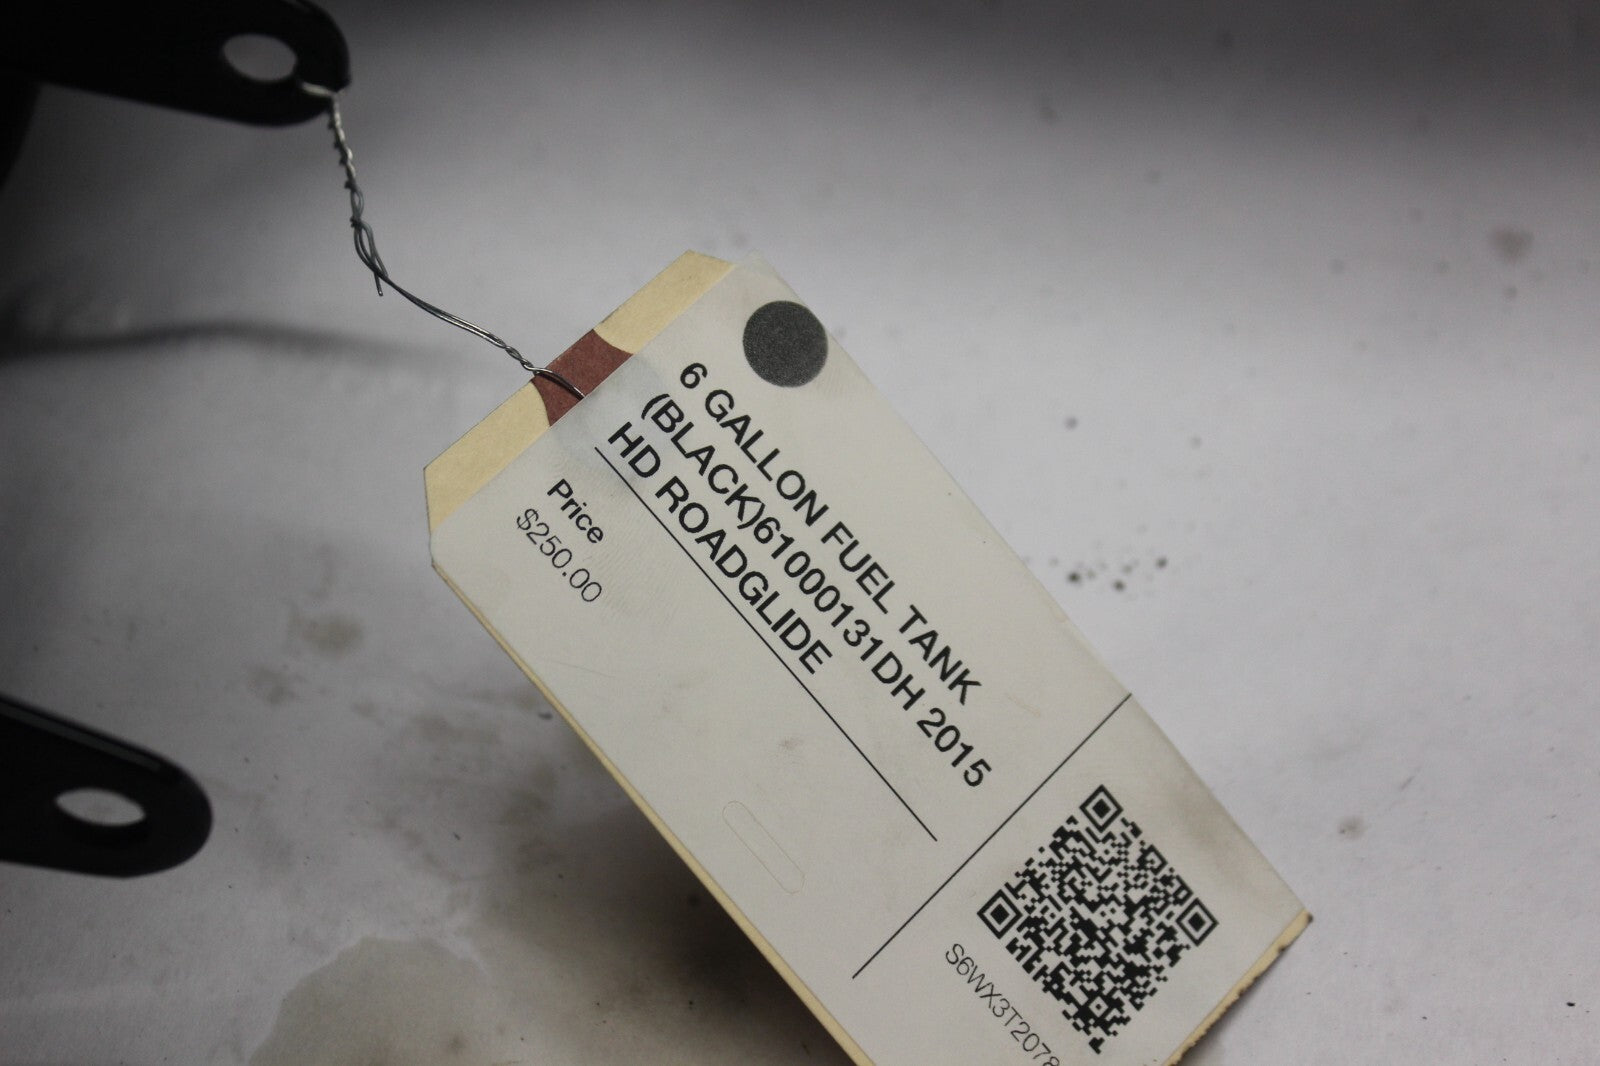 6 GALLON FUEL TANK
(BLACK)61000131DH 2015
HD ROADGLIDE
Price
$250.00
S6WX3T2078